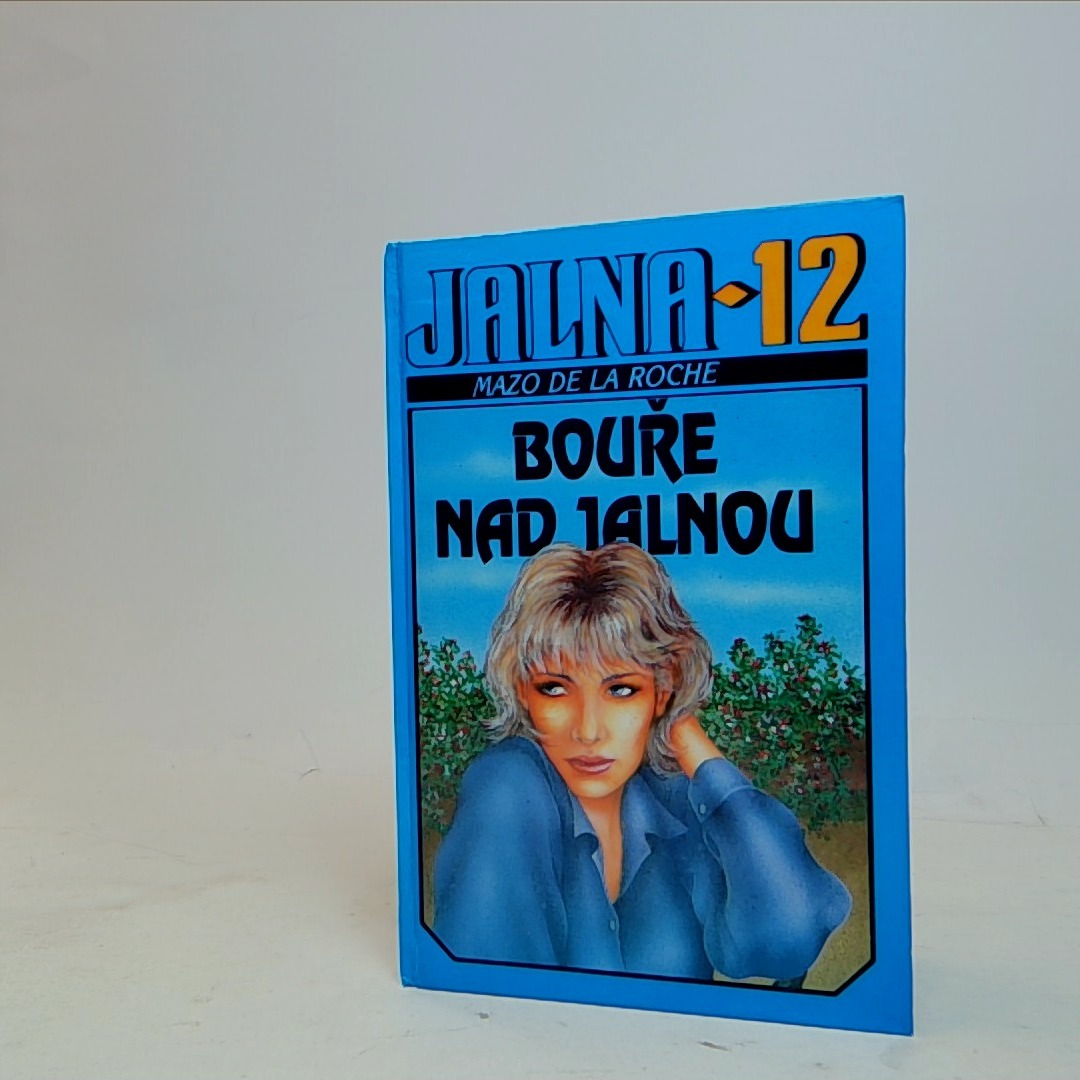 JALNA 12
MAZO DE LA ROCHE
BOUŘE
NAD JALNOU